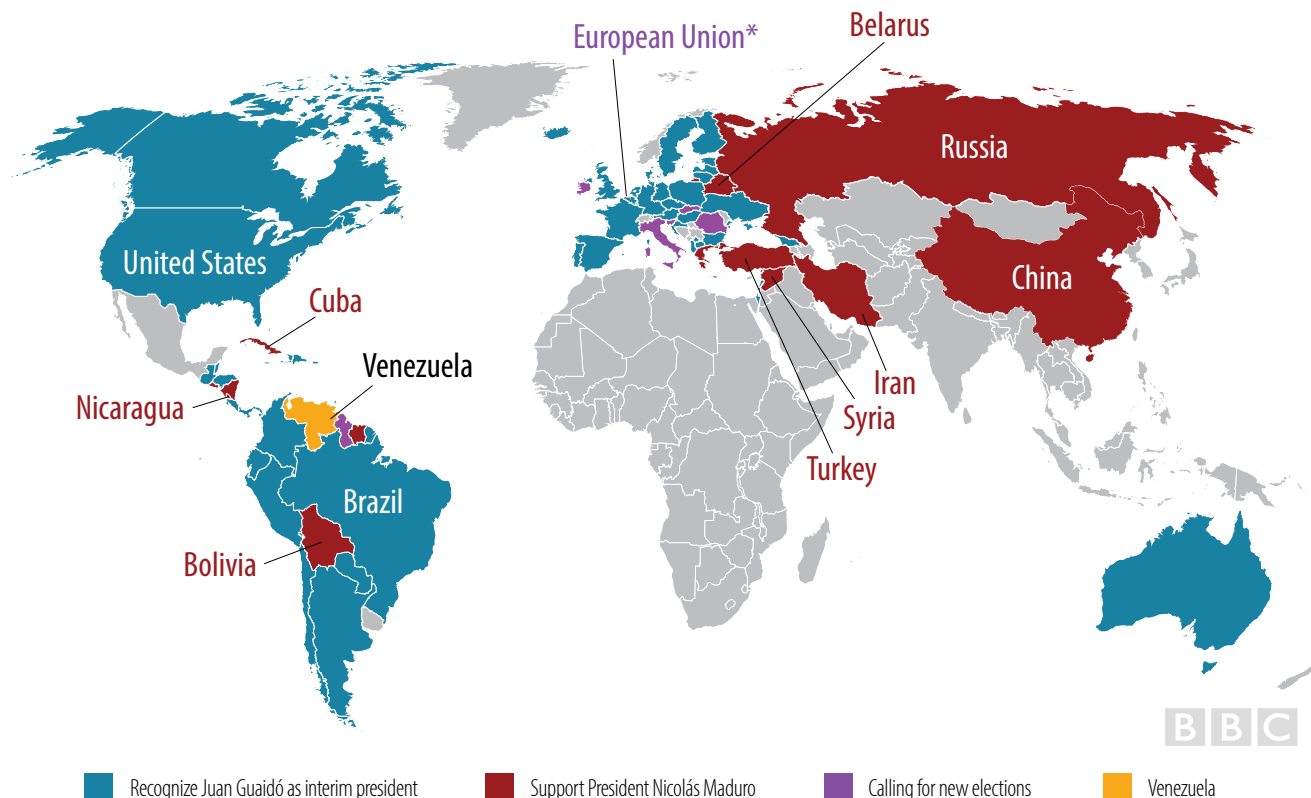 European Union*
Belarus
Russia
United States
China
Cuba
Venezuela
Iran
Nicaragua
Syria
Turkey
Brazil
Bolivia
BBC
Recognize Juan Guaidó as interim president
Support President Nicolás Maduro
Calling for new elections
Venezuela